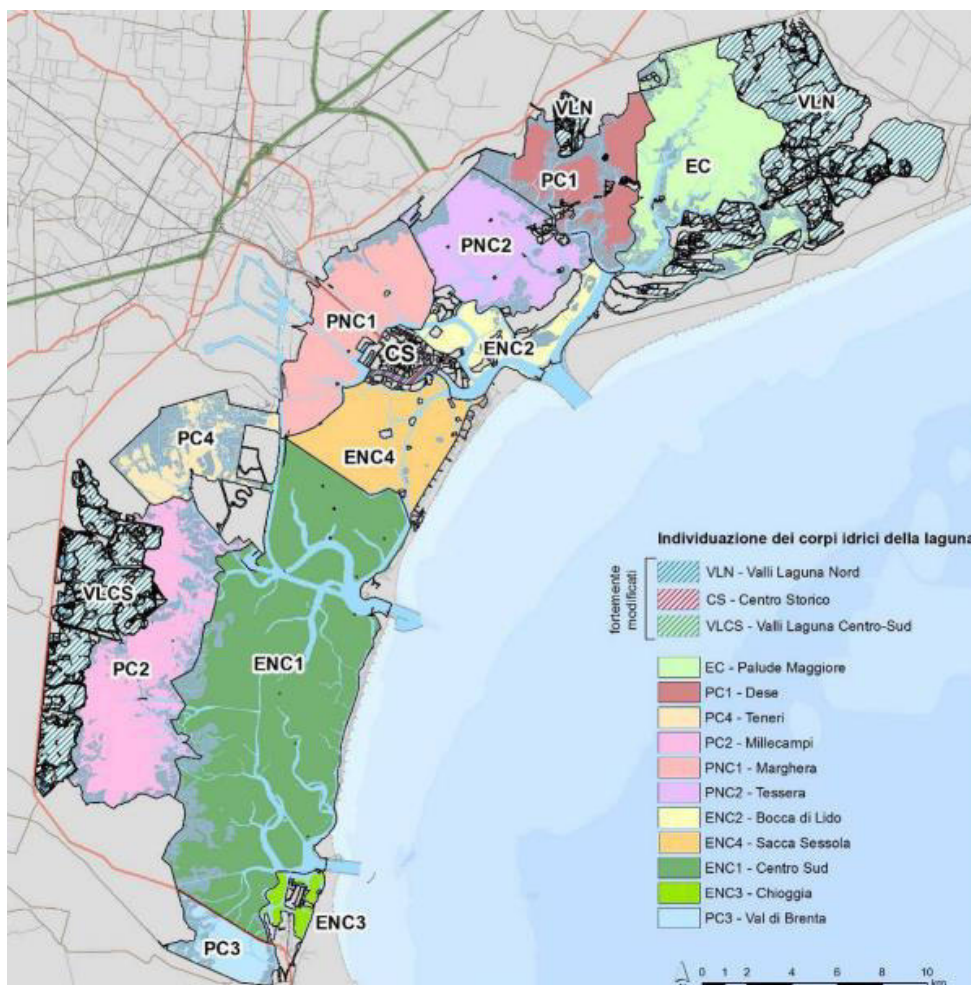 VLN
VLN
EC
PC1
PNC2
PNC1
CS
ENC2
PC4
ENC4
VLCS
PC2
ENC1
ENC3
PC3
Individuazione dei corpi idrici della laguna
fortemente
modificati
VLN - Valli Laguna Nord
CS - Centro Storico
VLCS - Valli Laguna Centro-Sud
EC - Palude Maggiore
PC1 - Dese
PC4 - Teneri
PC2 - Millecampi
PNC1 - Marghera
PNC2 - Tessera
ENC2 - Bocca di Lido
ENC4 - Sacca Sessola
ENC1 - Centro Sud
ENC3 - Chioggia
PC3 - Val di Brenta
0 1 2 4 6 8 10
km